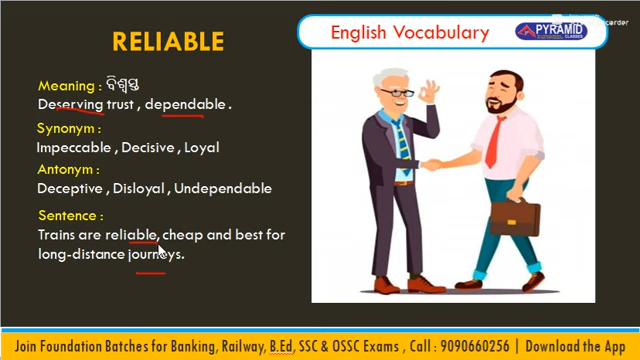 RELIABLE
English Vocabulary
PYRAMID
CLASSES
Meaning : ବିଶ୍ୱସ୍ତ
Deserving trust , dependable .
Synonym :
Impeccable , Decisive , Loyal
Antonym :
Deceptive , Disloyal , Undependable
Sentence :
Trains are reliable, cheap and best for
long-distance journeys.
Join Foundation Batches for Banking, Railway, B.Ed, SSC & OSSC Exams , Call : 9090660256 | Download the App